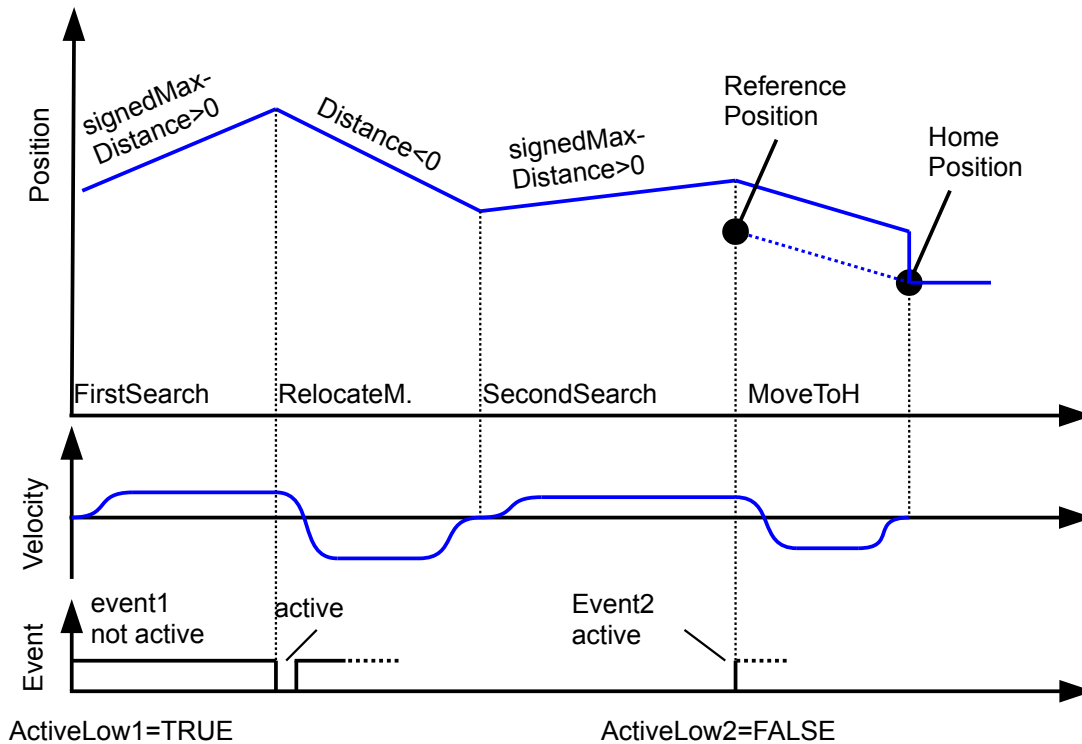 Position
signedMax-
Distance>0
Distance<0
signedMax-
Distance>0
Reference
Position
Home
Position
FirstSearch
RelocateM.
SecondSearch
MoveToH
Velocity
Event
event1
not active
active
Event2
active
ActiveLow1=TRUE
ActiveLow2=FALSE